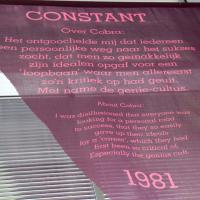 CONSTANT
Over Cobra:
Het ontgoochelde mij dat iedereen
een persoonlijke weg naar het sukses
zocht, dat men zo gemakkelijk
zijn idealen opgaf voor een
'loopbaan' waar men allereerst
zo'n kritiek op had geuit.
Met name de genie-cultus.
About Cobra:
I was disillusioned that everyone was
looking for a personal road
to success, that they so easily
gave up their ideals
for a 'career', which they had
first been so critical of.
Especially the genius cult.
1981